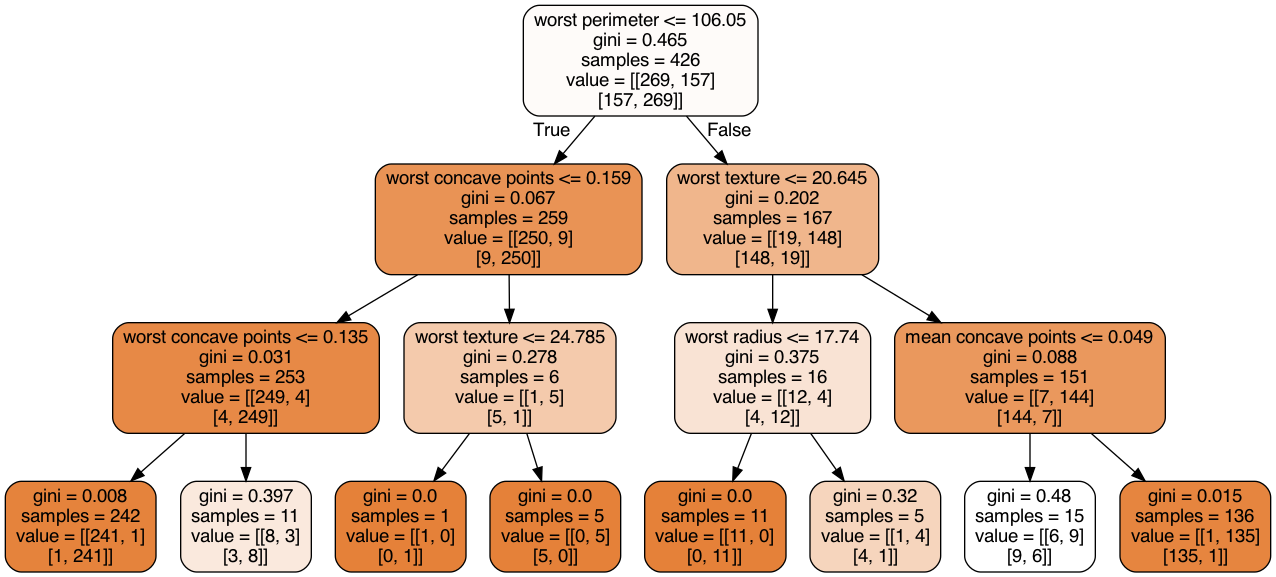 worst perimeter <= 106.05
gini = 0.465
samples = 426
value = [[269, 157]
[157, 269]]
True
False
worst concave points <= 0.159
gini = 0.067
samples = 259
value = [[250, 9]
[9, 250]]
worst texture <= 20.645
gini = 0.202
samples = 167
value = [[19, 148]
[148, 19]]
worst concave points <= 0.135
gini = 0.031
samples = 253
value = [[249, 4]
[4, 249]]
worst texture <= 24.785
gini = 0.278
samples = 6
value = [[1, 5]
[5, 1]]
worst radius <= 17.74
gini = 0.375
samples = 16
value = [[12, 4]
[4, 12]]
mean concave points <= 0.049
gini = 0.088
samples = 151
value = [[7, 144]
[144, 7]]
gini = 0.008
samples = 242
value = [[241, 1]
[1, 241]]
gini = 0.397
samples = 11
value = [[8, 3]
[3, 8]]
gini = 0.0
samples = 1
value = [[1, 0]
[0, 1]]
gini = 0.0
samples = 5
value = [[0, 5]
[5, 0]]
gini = 0.0
samples = 11
value = [[11, 0]
[0, 11]]
gini = 0.32
samples = 5
value = [[1, 4]
[4, 1]]
gini = 0.48
samples = 15
value = [[6, 9]
[9, 6]]
gini = 0.015
samples = 136
value = [[1, 135]
[135, 1]]